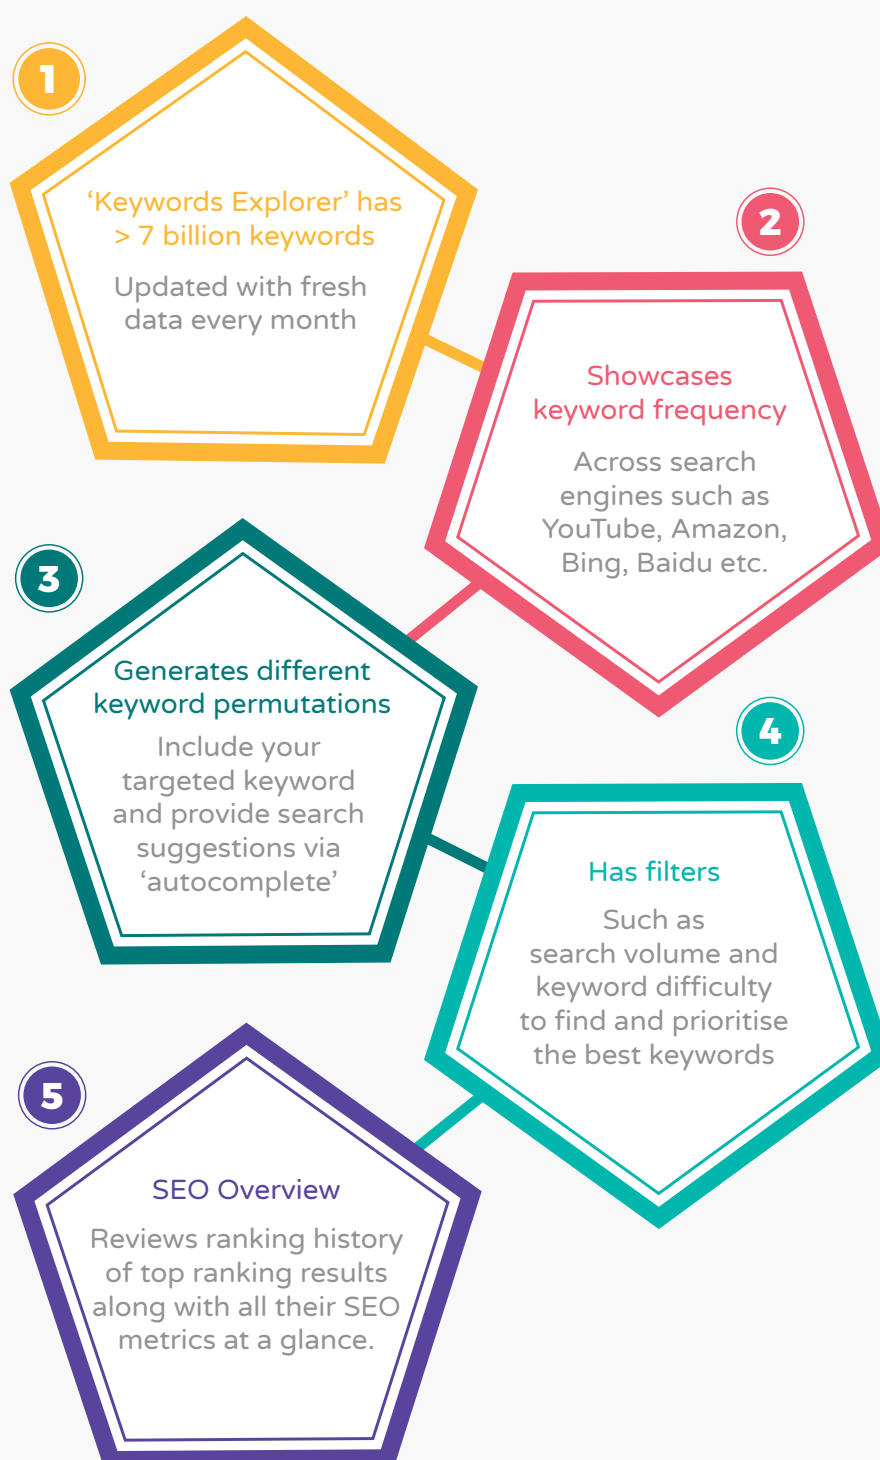 1
‘Keywords Explorer’ has
> 7 billion keywords
Updated with fresh
data every month
2
Showcases
keyword frequency
Across search
engines such as
YouTube, Amazon,
Bing, Baidu etc.
3
Generates different
keyword permutations
Include your
targeted keyword
and provide search
suggestions via
‘autocomplete’
4
Has filters
Such as
search volume and
keyword difficulty
to find and prioritise
the best keywords
5
SEO Overview
Reviews ranking history
of top ranking results
along with all their SEO
metrics at a glance.